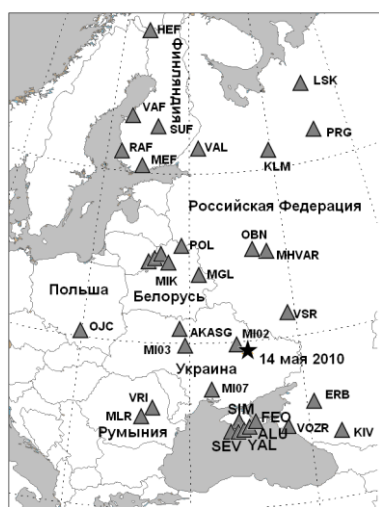 HEF
Финляндия
LSK
VAF
SUF
PRG
RAF
MEF
VAL
KLM
Российская Федерация
POL
OBN
MHVAR
MIK
MGL
Польша
Белорусь
VSR
OJC
AKASG
MI02
MI03
14 мая 2010
Украина
MI07
ERB
VRI
MLR
SIM
FEO
Румыния
ALU
VOZR
KIV
SEV
YAL